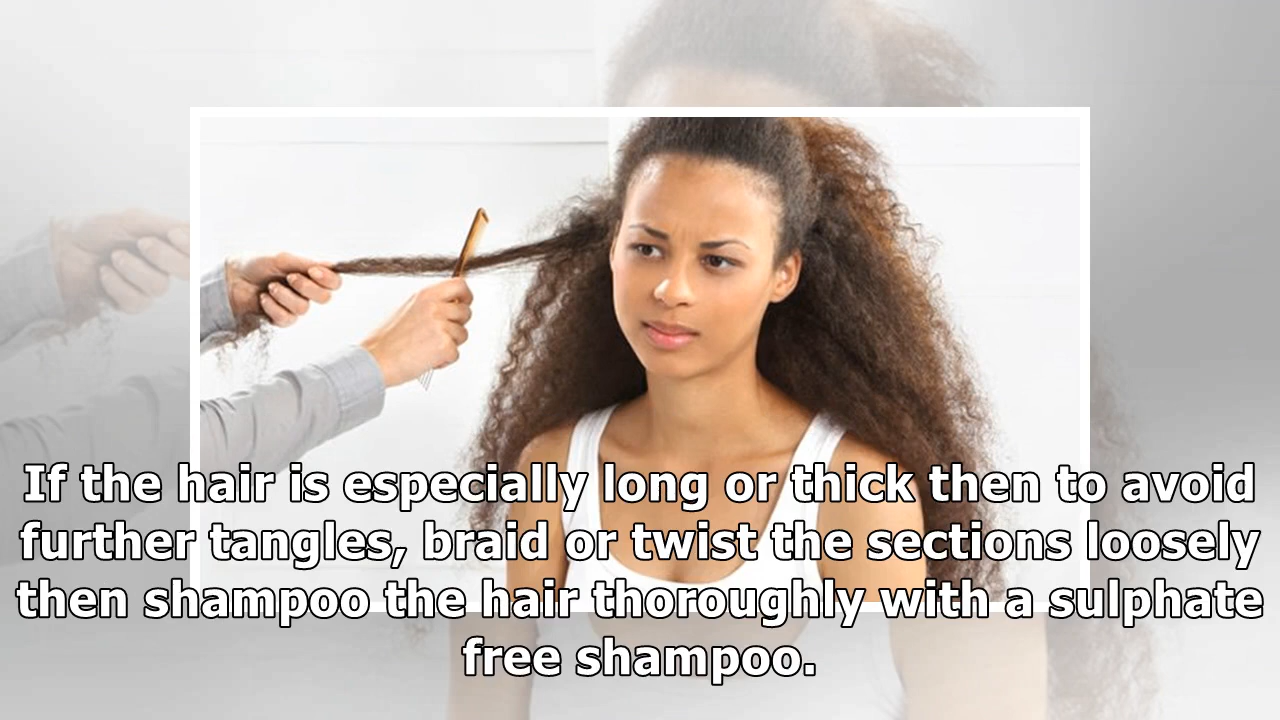 If the hair is especially long or thick then to avoid
further tangles, braid or twist the sections loosely
then shampoo the hair thoroughly with a sulphate
free shampoo.